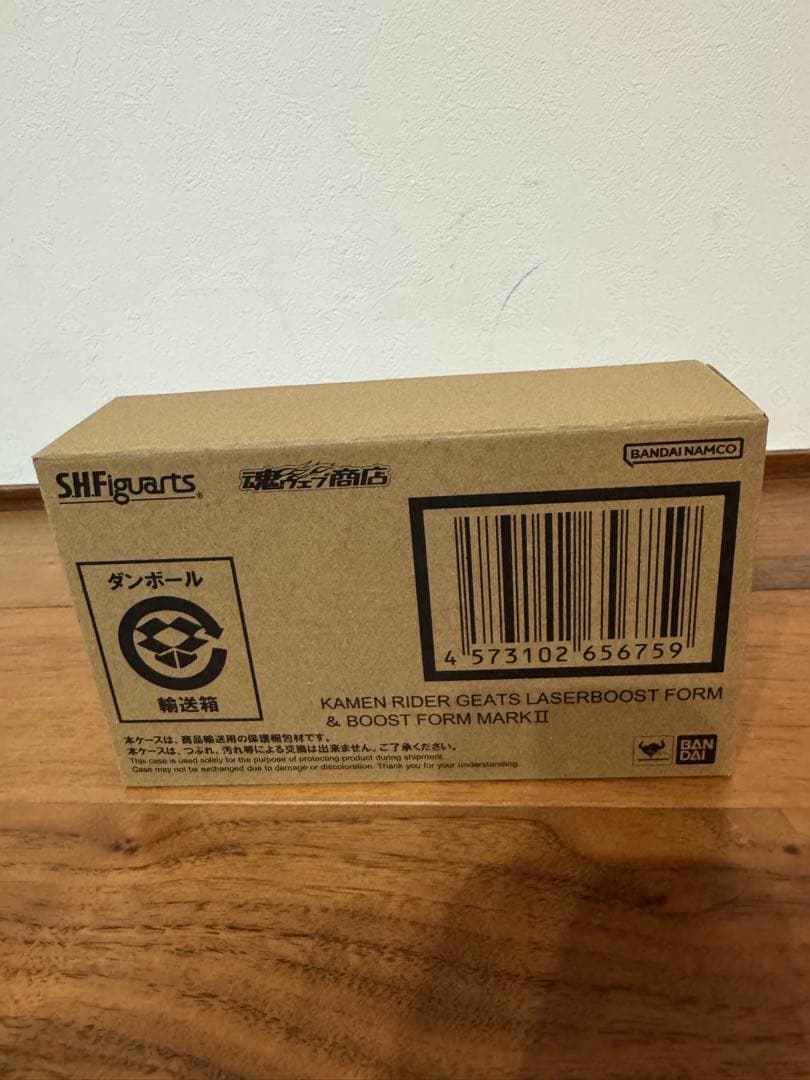 S.H.Figuarts®
魂ウェブ商店
BANDAI NAMCO
ダンボール
輸送箱
4 573102 656759
KAMEN RIDER GEATS LASERBOOST FORM
& BOOST FORM MARKⅡ
本ケースは、商品輸送用の保護梱包材です。
本ケースは、つぶれ、汚れ等による交換は出来ません。ご了承ください。
This case is used solely for the purpose of protecting product during shipment.
Case may not be exchanged due to damage or discoloration. Thank you for your understanding.
BAN
DAI